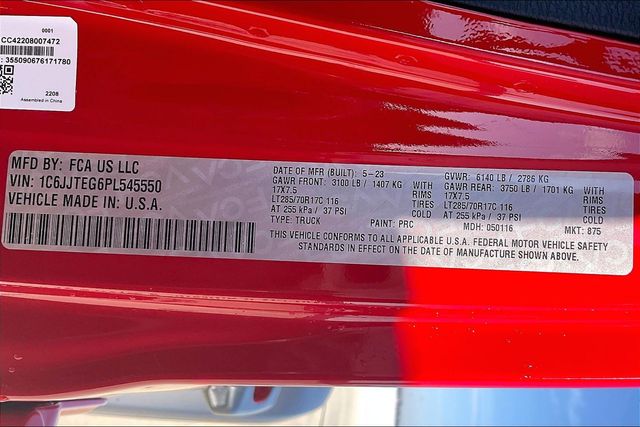 0001
CC42208007472
: 355090676171780
2208
Assembled in China
MFD BY: FCA US LLC
VIN: 1C6JJTEG6PL545550
VEHICLE MADE IN: U.S.A.
DATE OF MFR (BUILT): 5-23
GAWR FRONT: 3100 LB / 1407 KG WITH
17X7.5 RIMS
LT285/70R17C 116 TIRES
AT 255 kPa / 37 PSI COLD
TYPE: TRUCK
PAINT: PRC
GVWR: 6140 LB / 2786 KG
GAWR REAR: 3750 LB / 1701 KG WITH
17X7.5 RIMS
LT285/70R17C 116 TIRES
AT 255 kPa / 37 PSI COLD
MDH: 050116
MKT: 875
THIS VEHICLE CONFORMS TO ALL APPLICABLE U.S.A. FEDERAL MOTOR VEHICLE SAFETY
STANDARDS IN EFFECT ON THE DATE OF MANUFACTURE SHOWN ABOVE.